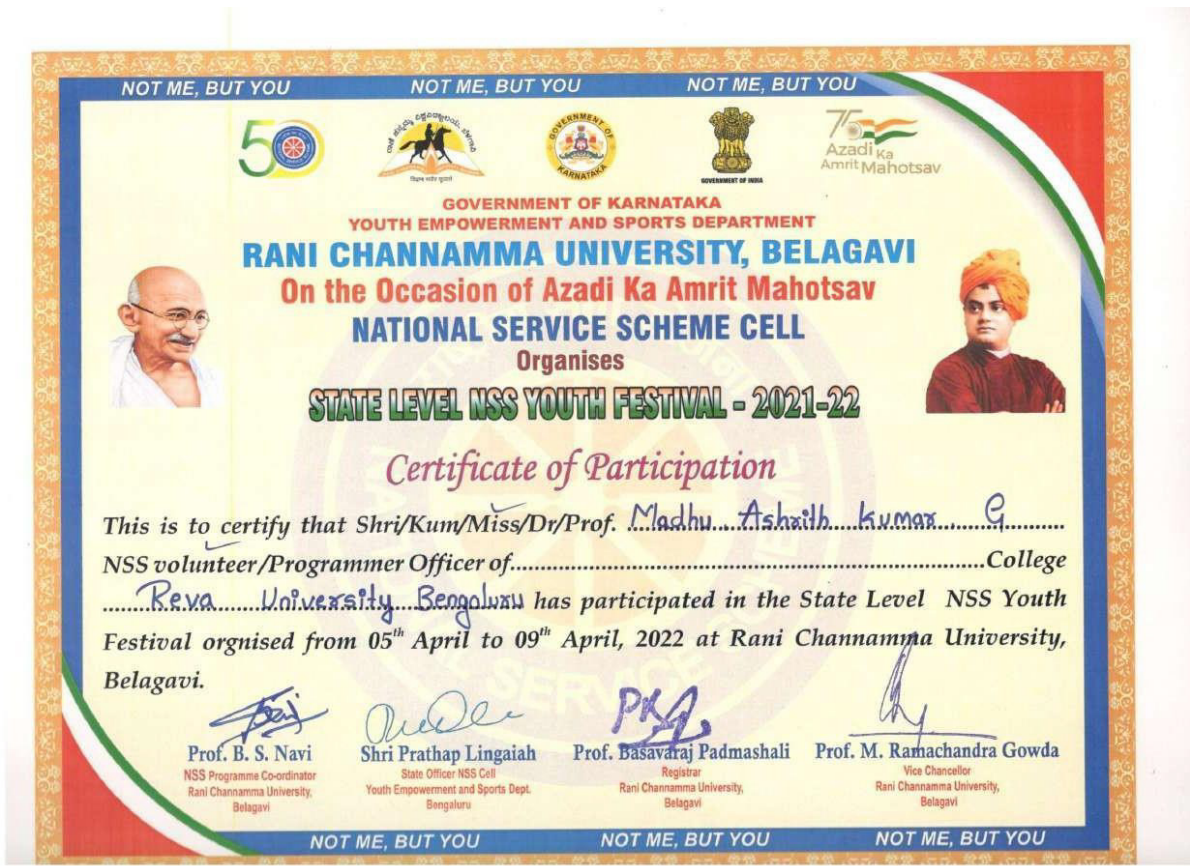 NOT ME, BUT YOU NOT ME, BUT YOU NOT ME, BUT YOU
50
ರಾಣಿ ಚನ್ನಮ್ಮ ವಿಶ್ವವಿದ್ಯಾಲಯ, ಬೆಳಗಾವಿ
GOVERNMENT OF KARNATAKA
GOVERNMENT OF INDIA
75
Azadi Ka
Amrit Mahotsav
GOVERNMENT OF KARNATAKA
YOUTH EMPOWERMENT AND SPORTS DEPARTMENT
RANI CHANNAMMA UNIVERSITY, BELAGAVI
On the Occasion of Azadi Ka Amrit Mahotsav
NATIONAL SERVICE SCHEME CELL
Organises
STATE LEVEL NSS YOUTH FESTIVAL - 2021-22
Certificate of Participation
This is to certify that Shri/Kum/Miss/Dr/Prof. Madhu Ashrith Kumar G
NSS volunteer/Programmer Officer of College
Reva University Bengaluru has participated in the State Level NSS Youth
Festival orgnised from 05th April to 09th April, 2022 at Rani Channamma University,
Belagavi.
Prof. B. S. Navi Shri Prathap Lingaiah Prof. Basavaraj Padmashali Prof. M. Ramachandra Gowda
NSS Programme Co-ordinator State Officer NSS Cell Registrar Vice Chancellor
Rani Channamma University, Youth Empowerment and Sports Dept. Rani Channamma University, Rani Channamma University,
Belagavi Bengaluru Belagavi Belagavi
NOT ME, BUT YOU NOT ME, BUT YOU NOT ME, BUT YOU